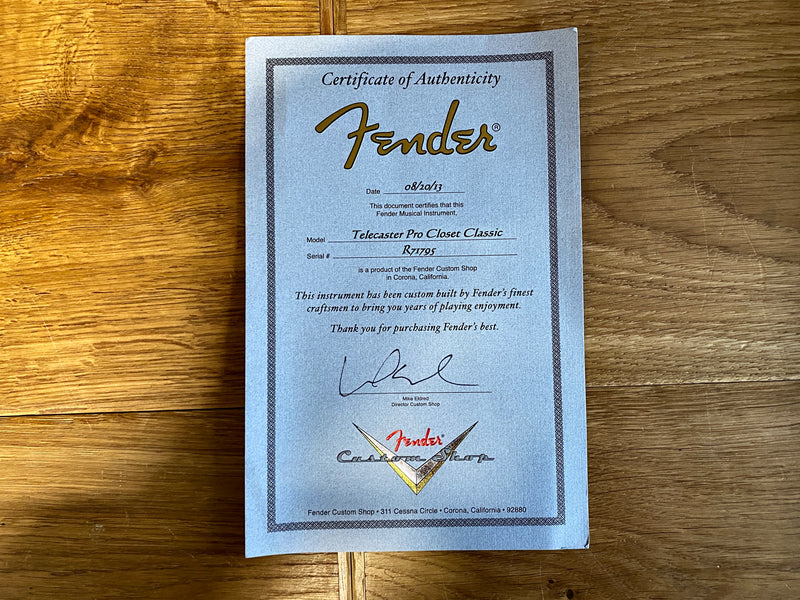 Certificate of Authenticity
Fender®
Date 08/20/13
This document certifies that this
Fender Musical Instrument,
Model Telecaster Pro Closet Classic
Serial # R71795
is a product of the Fender Custom Shop
in Corona, California.
This instrument has been custom built by Fender's finest
craftsmen to bring you years of playing enjoyment.
Thank you for purchasing Fender's best.
Mike Eldred
Director Custom Shop
Fender®
Custom Shop
Fender Custom Shop • 311 Cessna Circle • Corona, California • 92880